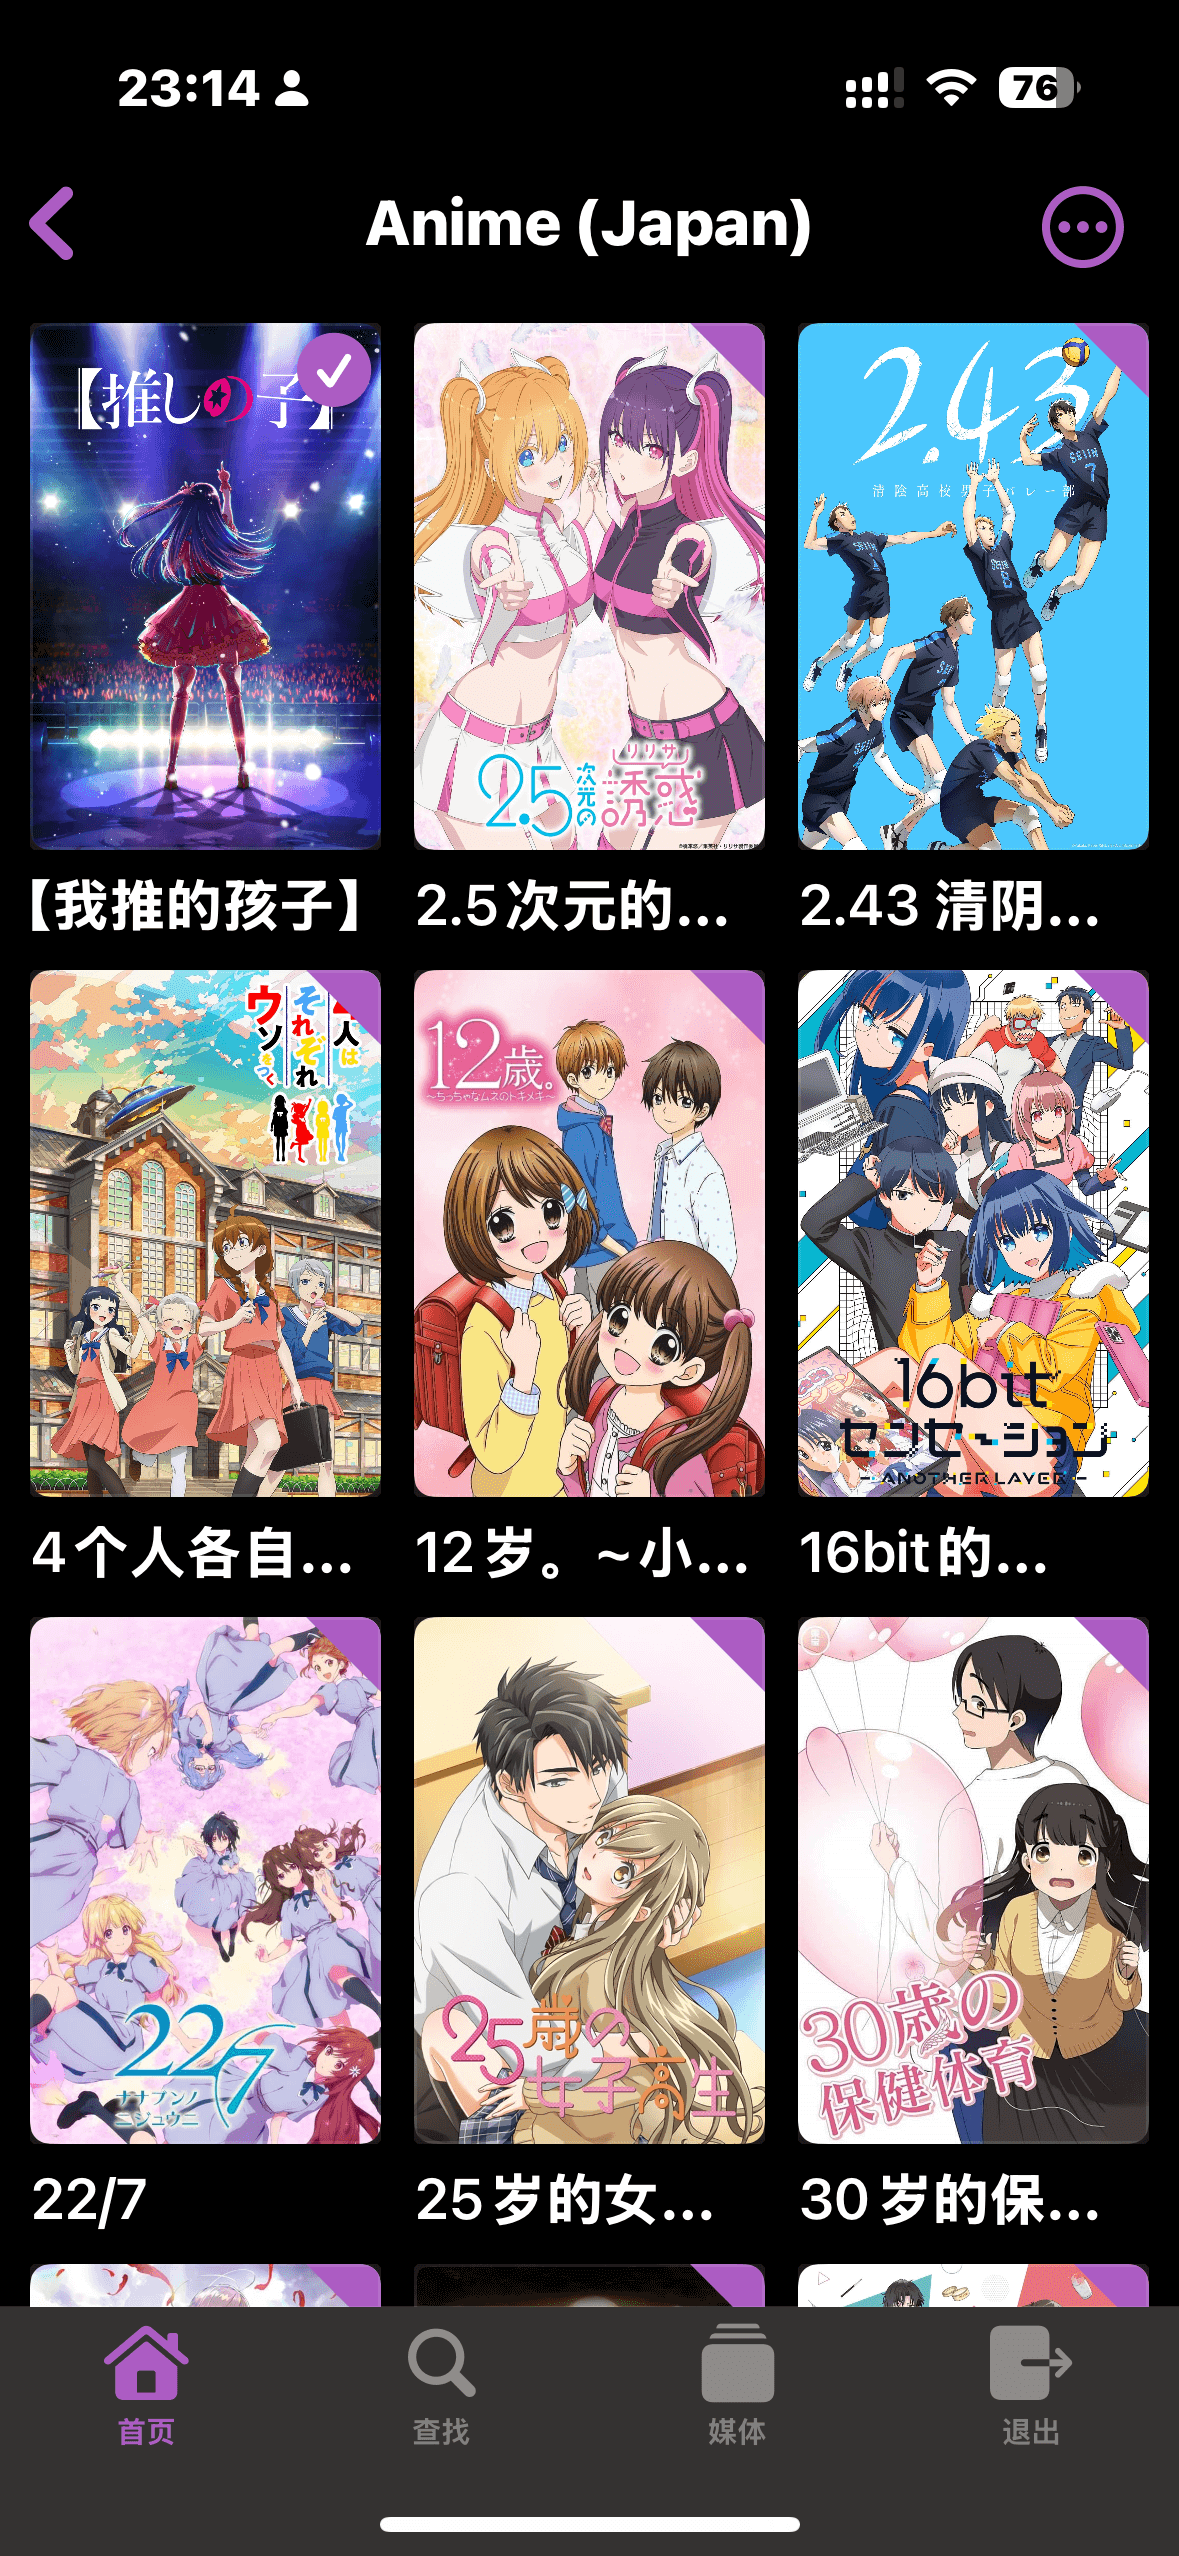 23:14
76
Anime (Japan)
【推しの子】
2.5次元の誘惑
リリサ
2.43
清陰高校男子バレー部
SEIIN
7
SEIIN
8
【我推的孩子】
2.5次元的...
2.43 清阴...
4人は
それぞれ
ウソをつく
12歳。
～ちっちゃなムネのトキメキ～
16bit
センセーション
ANOTHER LAYER
4个人各自...
12岁。~小...
16bit的...
22/7
ナナブンノ
ニジュウニ
25歳の
女子高生
30歳の
保健体育
22/7
25岁的女...
30岁的保...
首页
查找
媒体
退出